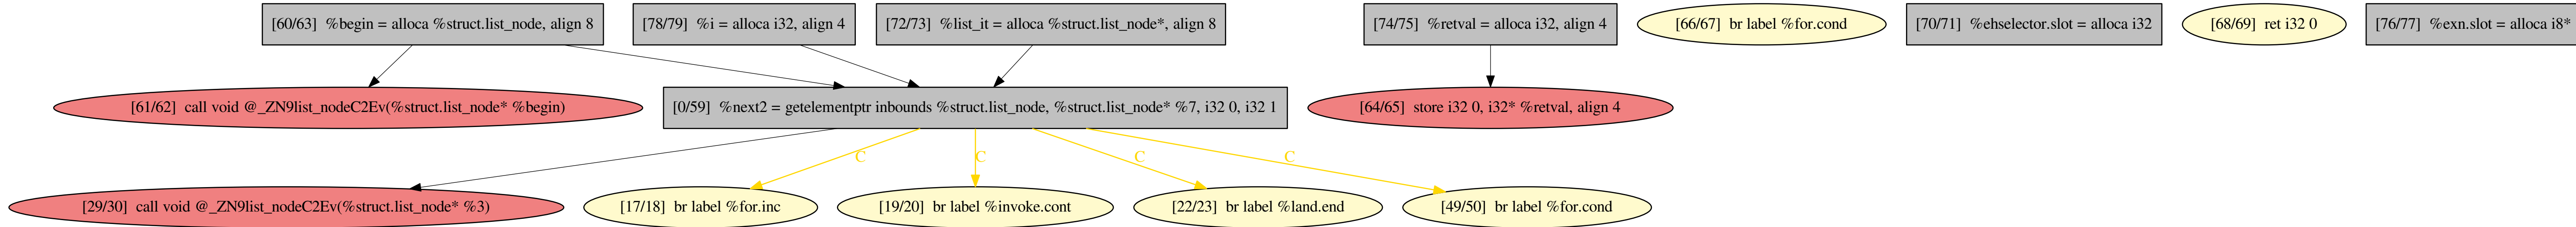 [60/63]  %begin = alloca %struct.list_node, align 8
[78/79]  %i = alloca i32, align 4
[72/73]  %list_it = alloca %struct.list_node*, align 8
[74/75]  %retval = alloca i32, align 4
[66/67]  br label %for.cond
[70/71]  %ehselector.slot = alloca i32
[68/69]  ret i32 0
[76/77]  %exn.slot = alloca i8*
[61/62]  call void @_ZN9list_nodeC2Ev(%struct.list_node* %begin)
[0/59]  %next2 = getelementptr inbounds %struct.list_node, %struct.list_node* %7, i32 0, i32 1
[64/65]  store i32 0, i32* %retval, align 4
C
C
C
C
[29/30]  call void @_ZN9list_nodeC2Ev(%struct.list_node* %3)
[17/18]  br label %for.inc
[19/20]  br label %invoke.cont
[22/23]  br label %land.end
[49/50]  br label %for.cond